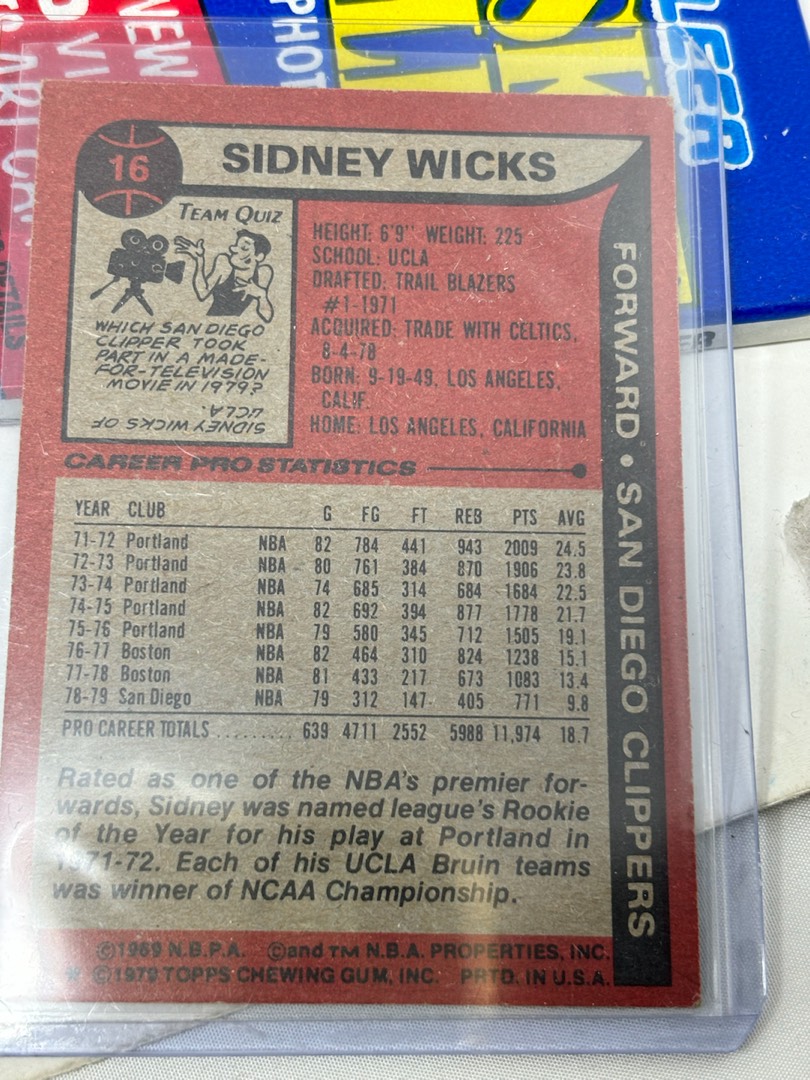 NEW
PHOT
LEER
16
SIDNEY WICKS
TEAM QUIZ
WHICH SAN DIEGO
CLIPPER TOOK
PART IN A MADE-
FOR-TELEVISION
MOVIE IN 1979?
SIDNEY WICKS OF
UCLA.
HEIGHT: 6'9" WEIGHT: 225
SCHOOL: UCLA
DRAFTED: TRAIL BLAZERS
#1-1971
ACQUIRED: TRADE WITH CELTICS,
8-4-78
BORN: 9-19-49, LOS ANGELES,
CALIF.
HOME: LOS ANGELES, CALIFORNIA
FORWARD • SAN DIEGO CLIPPERS
CAREER PRO STATISTICS
YEAR CLUB G FG FT REB PTS AVG
71-72 Portland NBA 82 784 441 943 2009 24.5
72-73 Portland NBA 80 761 384 870 1906 23.8
73-74 Portland NBA 74 685 314 684 1684 22.5
74-75 Portland NBA 82 692 394 877 1778 21.7
75-76 Portland NBA 79 580 345 712 1505 19.1
76-77 Boston NBA 82 464 310 824 1238 15.1
77-78 Boston NBA 81 433 217 673 1083 13.4
78-79 San Diego NBA 79 312 147 405 771 9.8
PRO CAREER TOTALS ......... 639 4711 2552 5988 11,974 18.7
Rated as one of the NBA's premier for-
wards, Sidney was named league's Rookie
of the Year for his play at Portland in
1971-72. Each of his UCLA Bruin teams
was winner of NCAA Championship.
©1969 N.B.P.A. ©and TM N.B.A. PROPERTIES, INC.
* ©1979 TOPPS CHEWING GUM, INC. PRTD. IN U.S.A.